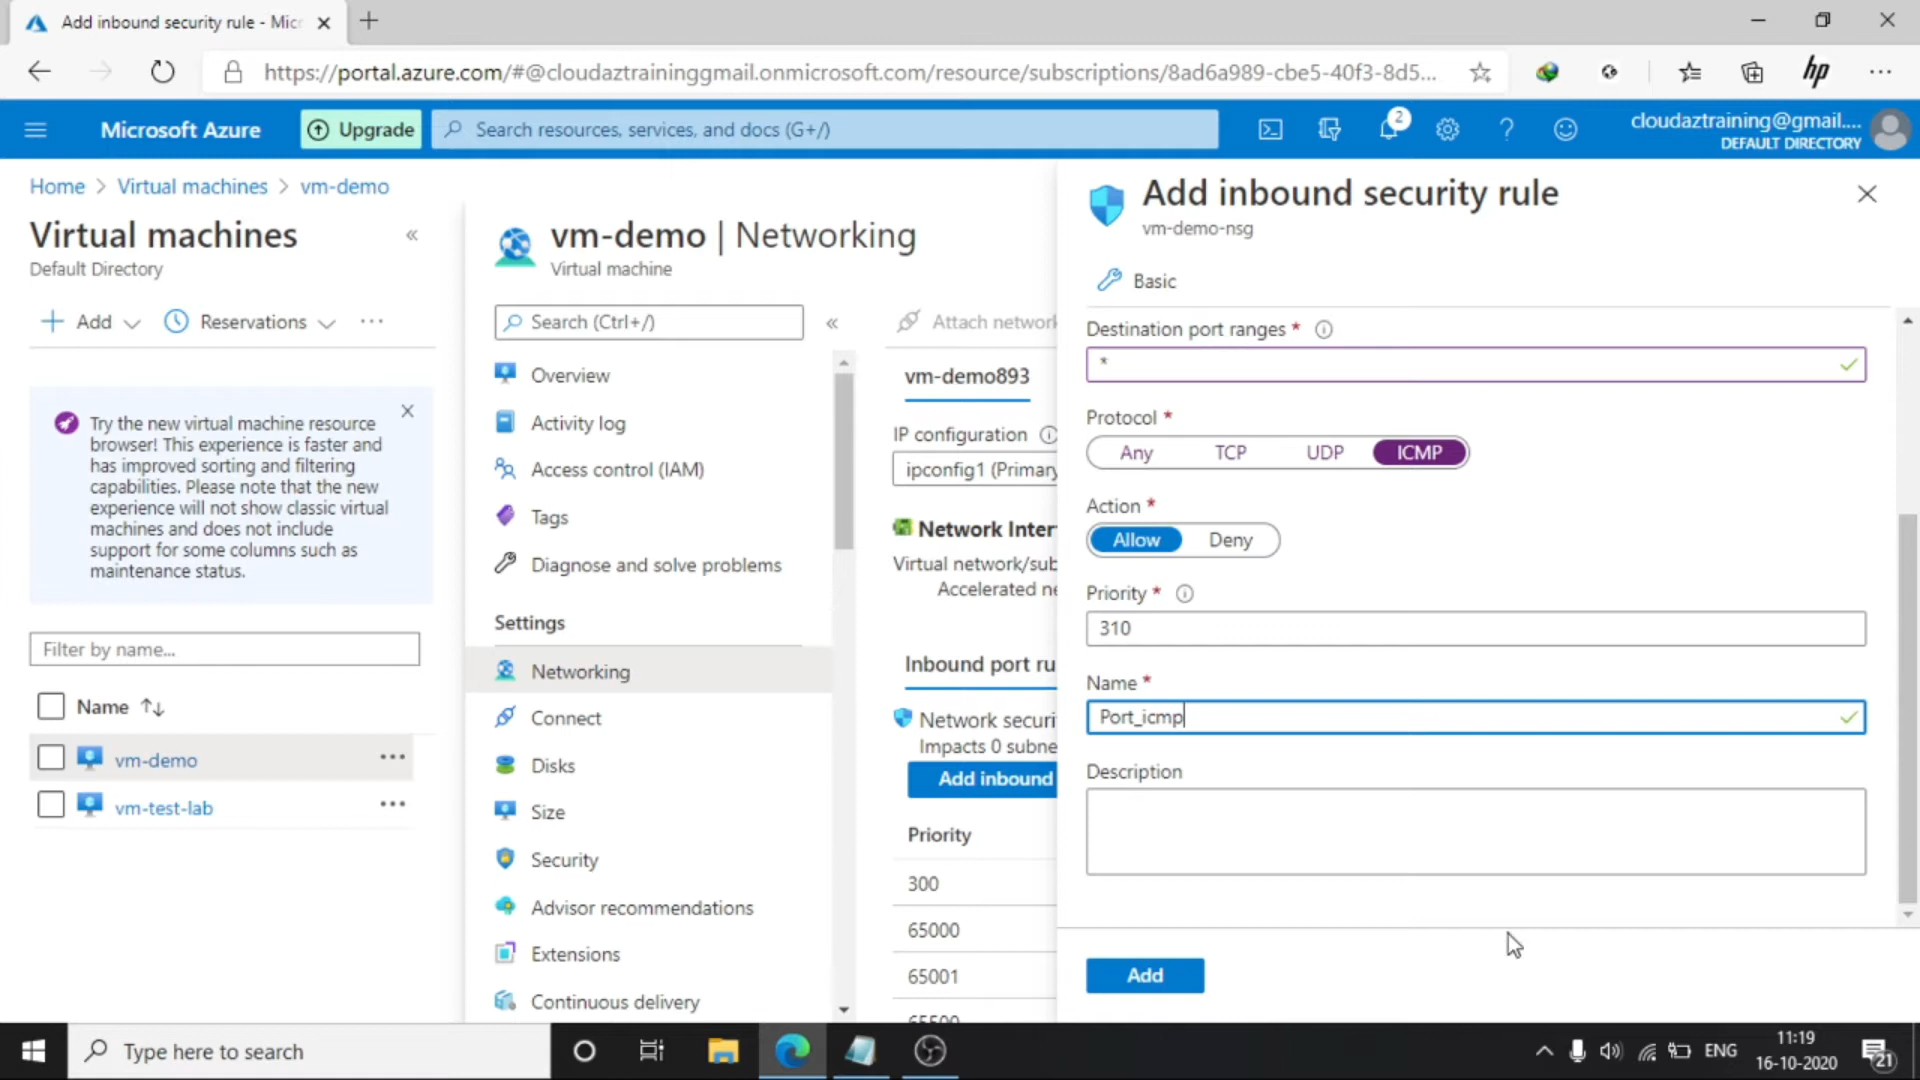 Add inbound security rule - Mic
https://portal.azure.com/#@cloudaztraininggmail.onmicrosoft.com/resource/subscriptions/8ad6a989-cbe5-40f3-8d5...
hp
Microsoft Azure
Upgrade
Search resources, services, and docs (G+/)
2
cloudaztraining@gmail....
DEFAULT DIRECTORY
Home > Virtual machines > vm-demo
Virtual machines
Default Directory
Add
Reservations
Try the new virtual machine resource
browser! This experience is faster and
has improved sorting and filtering
capabilities. Please note that the new
experience will not show classic virtual
machines and does not include
support for some columns such as
maintenance status.
Filter by name...
Name
vm-demo
vm-test-lab
vm-demo | Networking
Virtual machine
Search (Ctrl+/)
Overview
Activity log
Access control (IAM)
Tags
Diagnose and solve problems
Settings
Networking
Connect
Disks
Size
Security
Advisor recommendations
Extensions
Continuous delivery
Attach network
vm-demo893
IP configuration
ipconfig1 (Primary
Network Inter
Virtual network/sub
Accelerated ne
Inbound port ru
Network securi
Impacts 0 subne
Add inbound
Priority
300
65000
65001
65500
Add inbound security rule
vm-demo-nsg
Basic
Destination port ranges *
*
Protocol *
Any TCP UDP ICMP
Action *
Allow Deny
Priority *
310
Name *
Port_icmp
Description
Add
Type here to search
ENG
11:19
16-10-2020
21